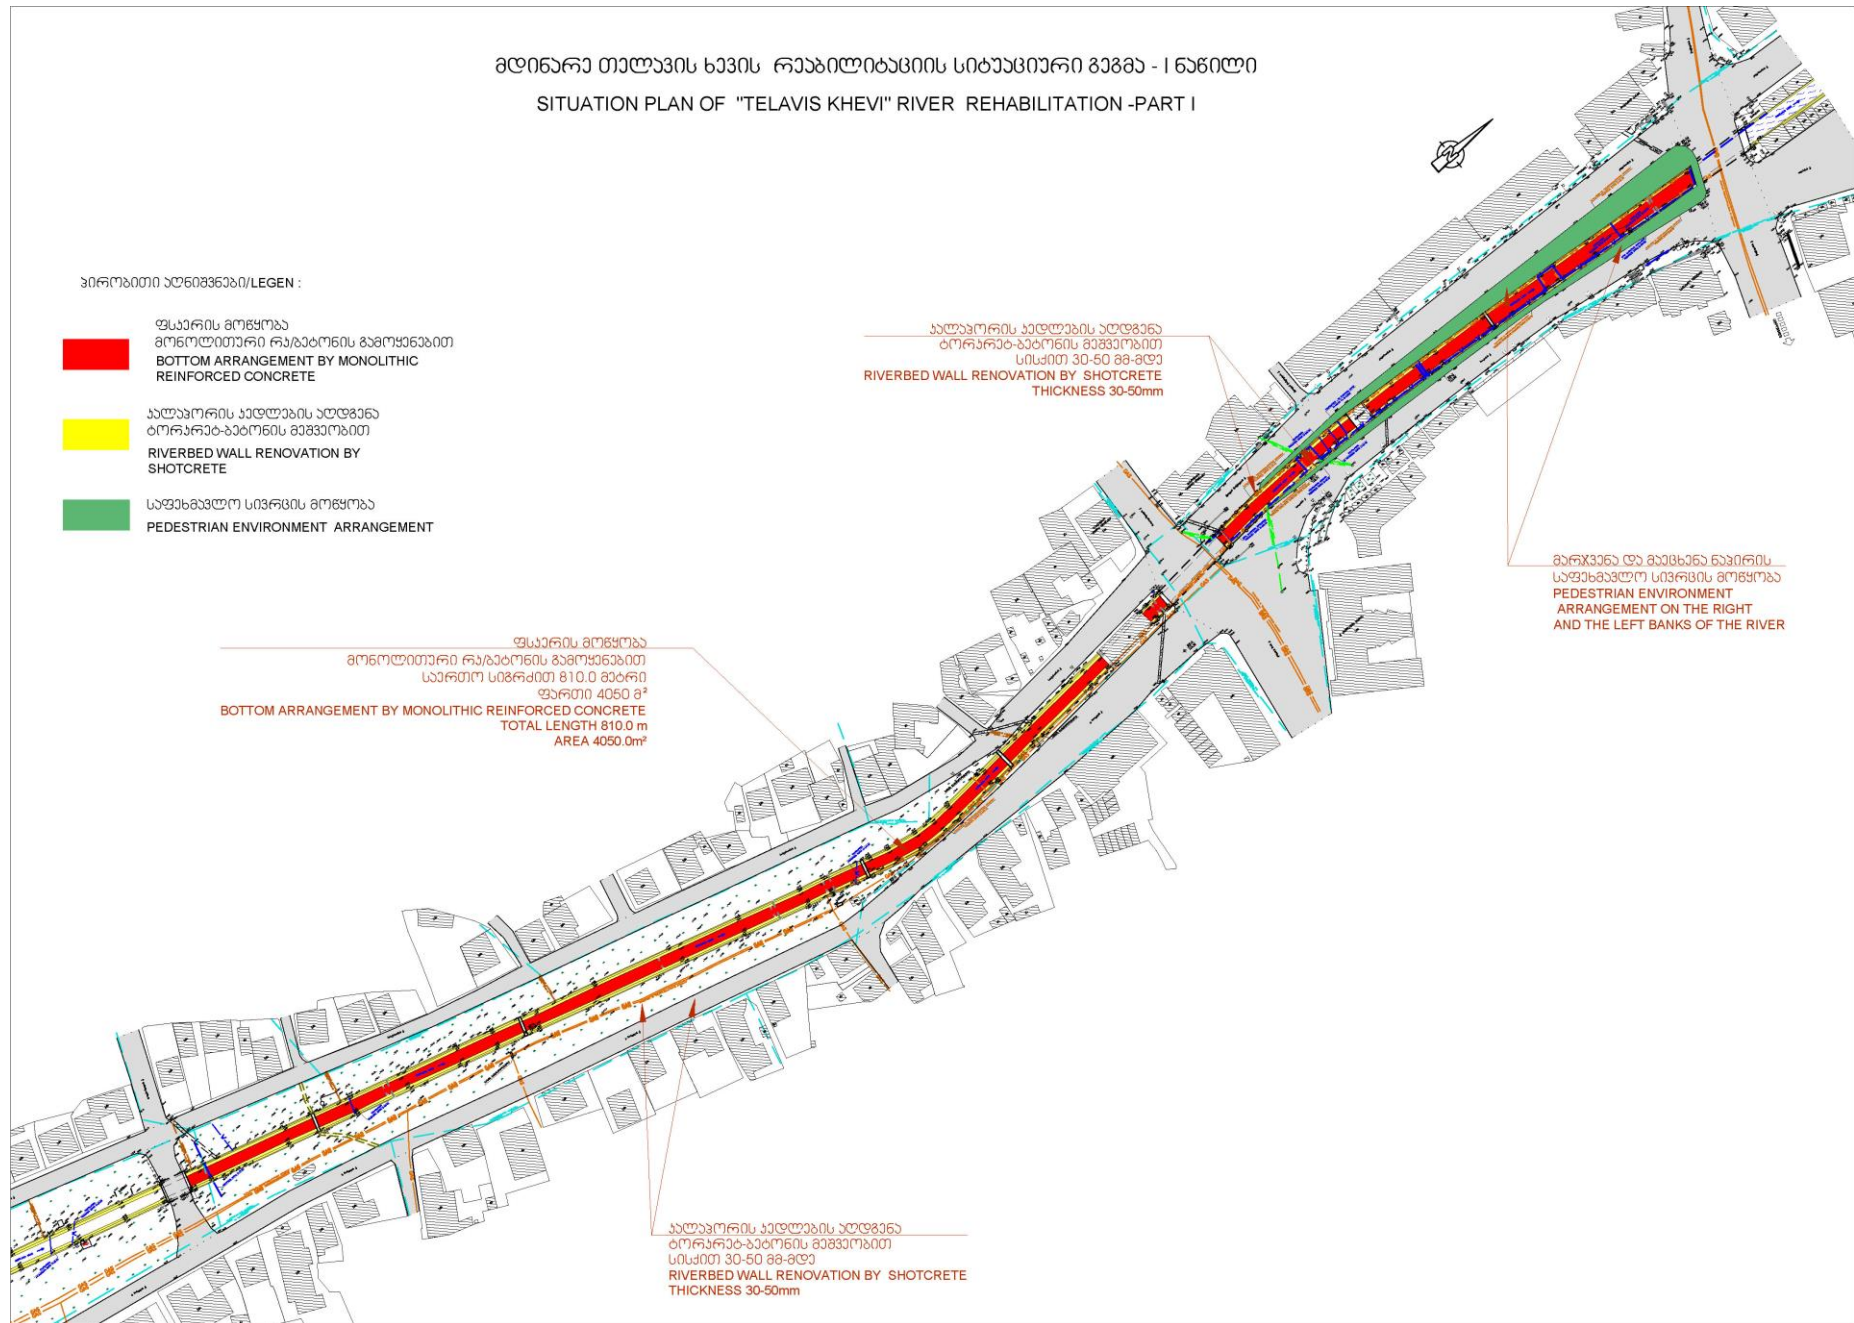 მდინარე თელავის ხევის რეაბილიტაციის სიტუაციური გეგმა - I ნაწილი
SITUATION PLAN OF "TELAVIS KHEVI" RIVER REHABILITATION -PART I
პირობითი აღნიშვნები/LEGEN :
ფსკერის მოწყობა
მონოლითური რკ/ბეტონის გამოყენებით
BOTTOM ARRANGEMENT BY MONOLITHIC
REINFORCED CONCRETE
კალაპორის კედლების აღდგენა
ტორკრეტ-ბეტონის მეშვეობით
RIVERBED WALL RENOVATION BY
SHOTCRETE
საფეხმავლო სივრცის მოწყობა
PEDESTRIAN ENVIRONMENT ARRANGEMENT
კალაპორის კედლების აღდგენა
ტორკრეტ-ბეტონის მეშვეობით
სისქით 30-50 მმ-მდე
RIVERBED WALL RENOVATION BY SHOTCRETE
THICKNESS 30-50mm
მარჯვენა და მაეცხენა ნაპირის
საფეხმავლო სივრცის მოწყობა
PEDESTRIAN ENVIRONMENT
ARRANGEMENT ON THE RIGHT
AND THE LEFT BANKS OF THE RIVER
ფსკერის მოწყობა
მონოლითური რკ/ბეტონის გამოყენებით
საერთო სიგრძით 810.0 მეტრი
ფართი 4050 მ²
BOTTOM ARRANGEMENT BY MONOLITHIC REINFORCED CONCRETE
TOTAL LENGTH 810.0 m
AREA 4050.0m²
კალაპორის კედლების აღდგენა
ტორკრეტ-ბეტონის მეშვეობით
სისქით 30-50 მმ-მდე
RIVERBED WALL RENOVATION BY SHOTCRETE
THICKNESS 30-50mm